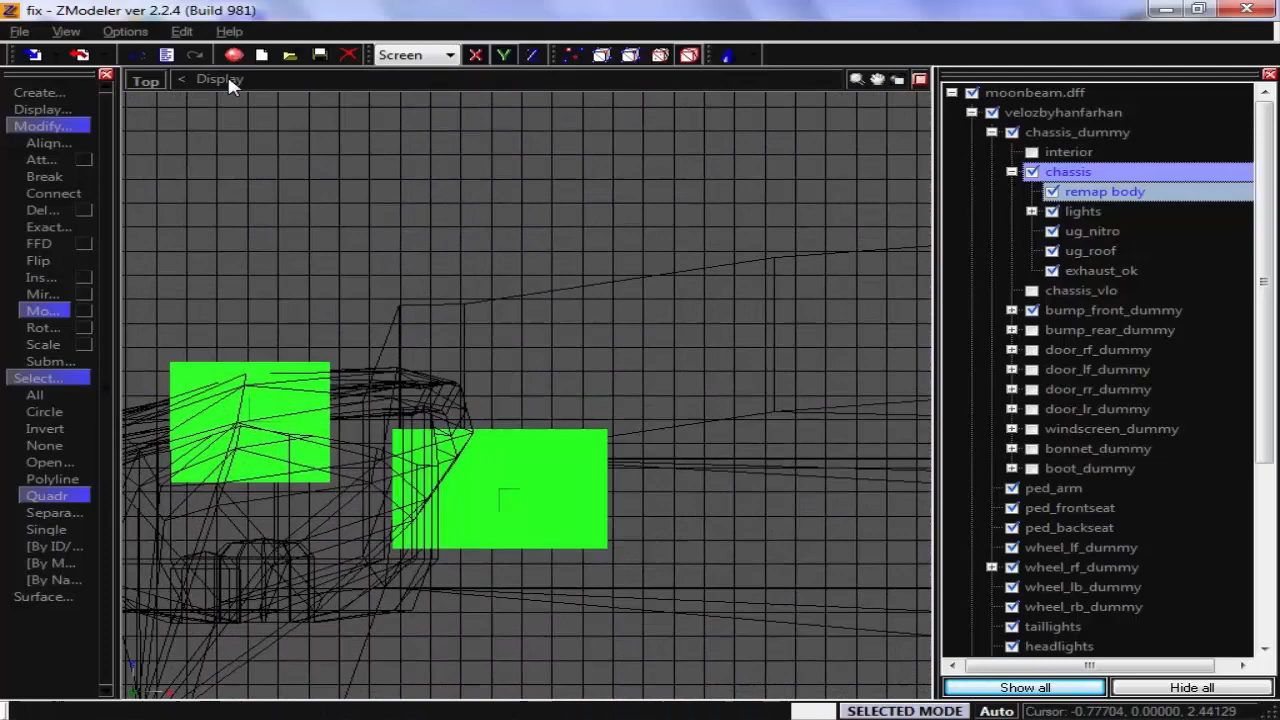 fix - ZModeler ver 2.2.4 (Build 981)
File View Options Edit Help
Screen X Y Z
Top < Display
Create...
Display...
Modify...
Align...
Att...
Break
Connect
Del...
Exact...
FFD
Flip
Ins...
Mir...
Mo...
Rot...
Scale
Subm...
Select...
All
Circle
Invert
None
Open...
Polyline
Quadr
Separa...
Single
[By ID/...
[By M...
[By Na...
Surface...
moonbeam.dff
velozbyhanfarhan
chassis_dummy
interior
chassis
remap body
lights
ug_nitro
ug_roof
exhaust_ok
chassis_vlo
bump_front_dummy
bump_rear_dummy
door_rf_dummy
door_lf_dummy
door_rr_dummy
door_lr_dummy
windscreen_dummy
bonnet_dummy
boot_dummy
ped_arm
ped_frontseat
ped_backseat
wheel_lf_dummy
wheel_rf_dummy
wheel_lb_dummy
wheel_rb_dummy
taillights
headlights
Show all Hide all
SELECTED MODE Auto Cursor: -0.77704, 0.00000, 2.44129